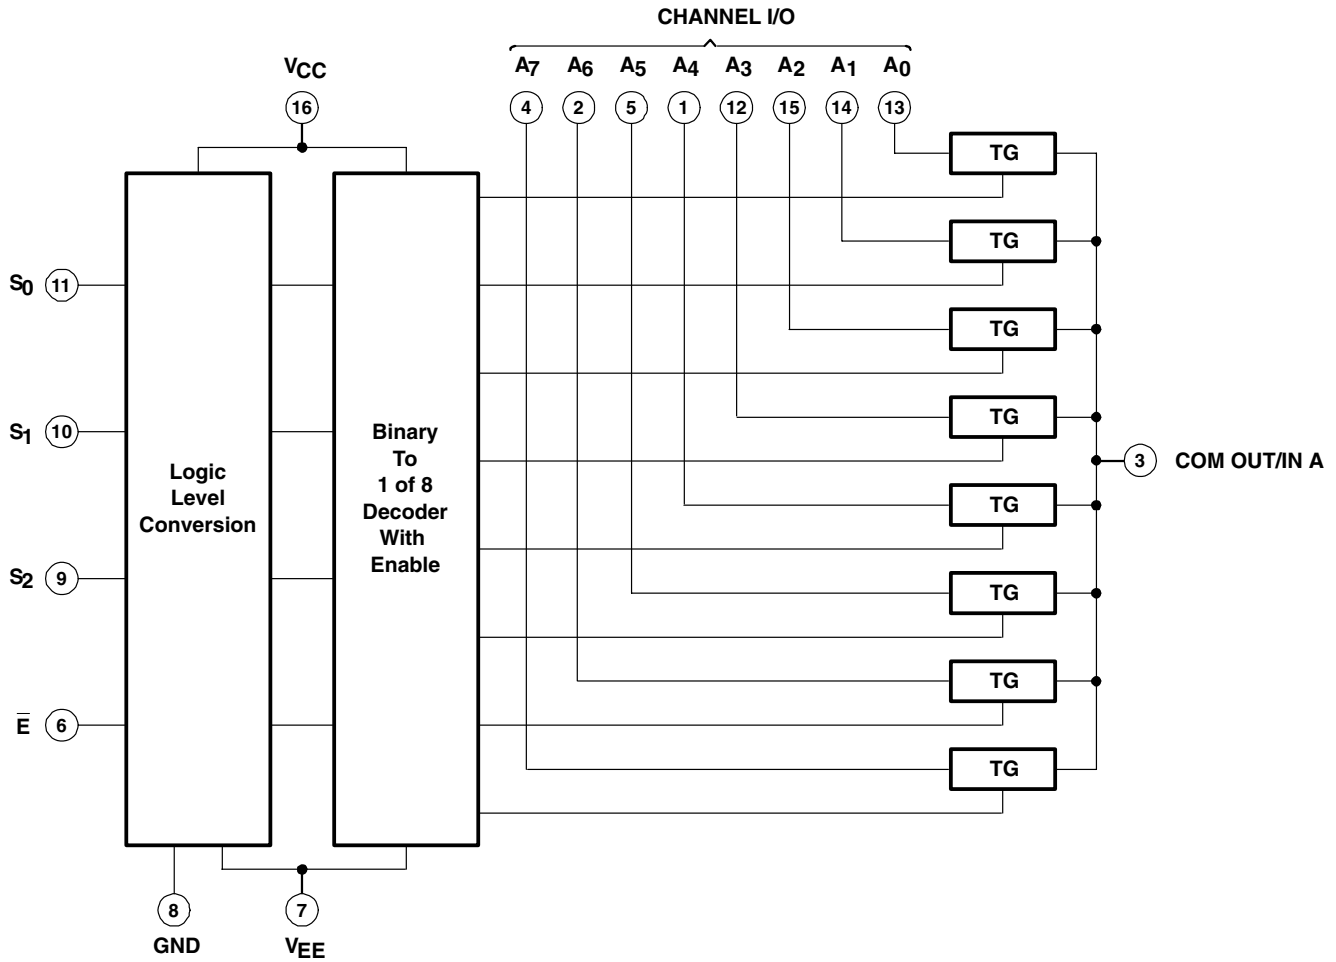 CHANNEL I/O
VCC
A7 A6 A5 A4 A3 A2 A1 A0
16
4 2 5 1 12 15 14 13
TG
TG
S0 11
TG
TG
S1 10
Binary
To
1 of 8
Decoder
With
Enable
Logic
Level
Conversion
3 COM OUT/IN A
TG
S2 9
TG
TG
E̅ 6
TG
8
GND
7
VEE